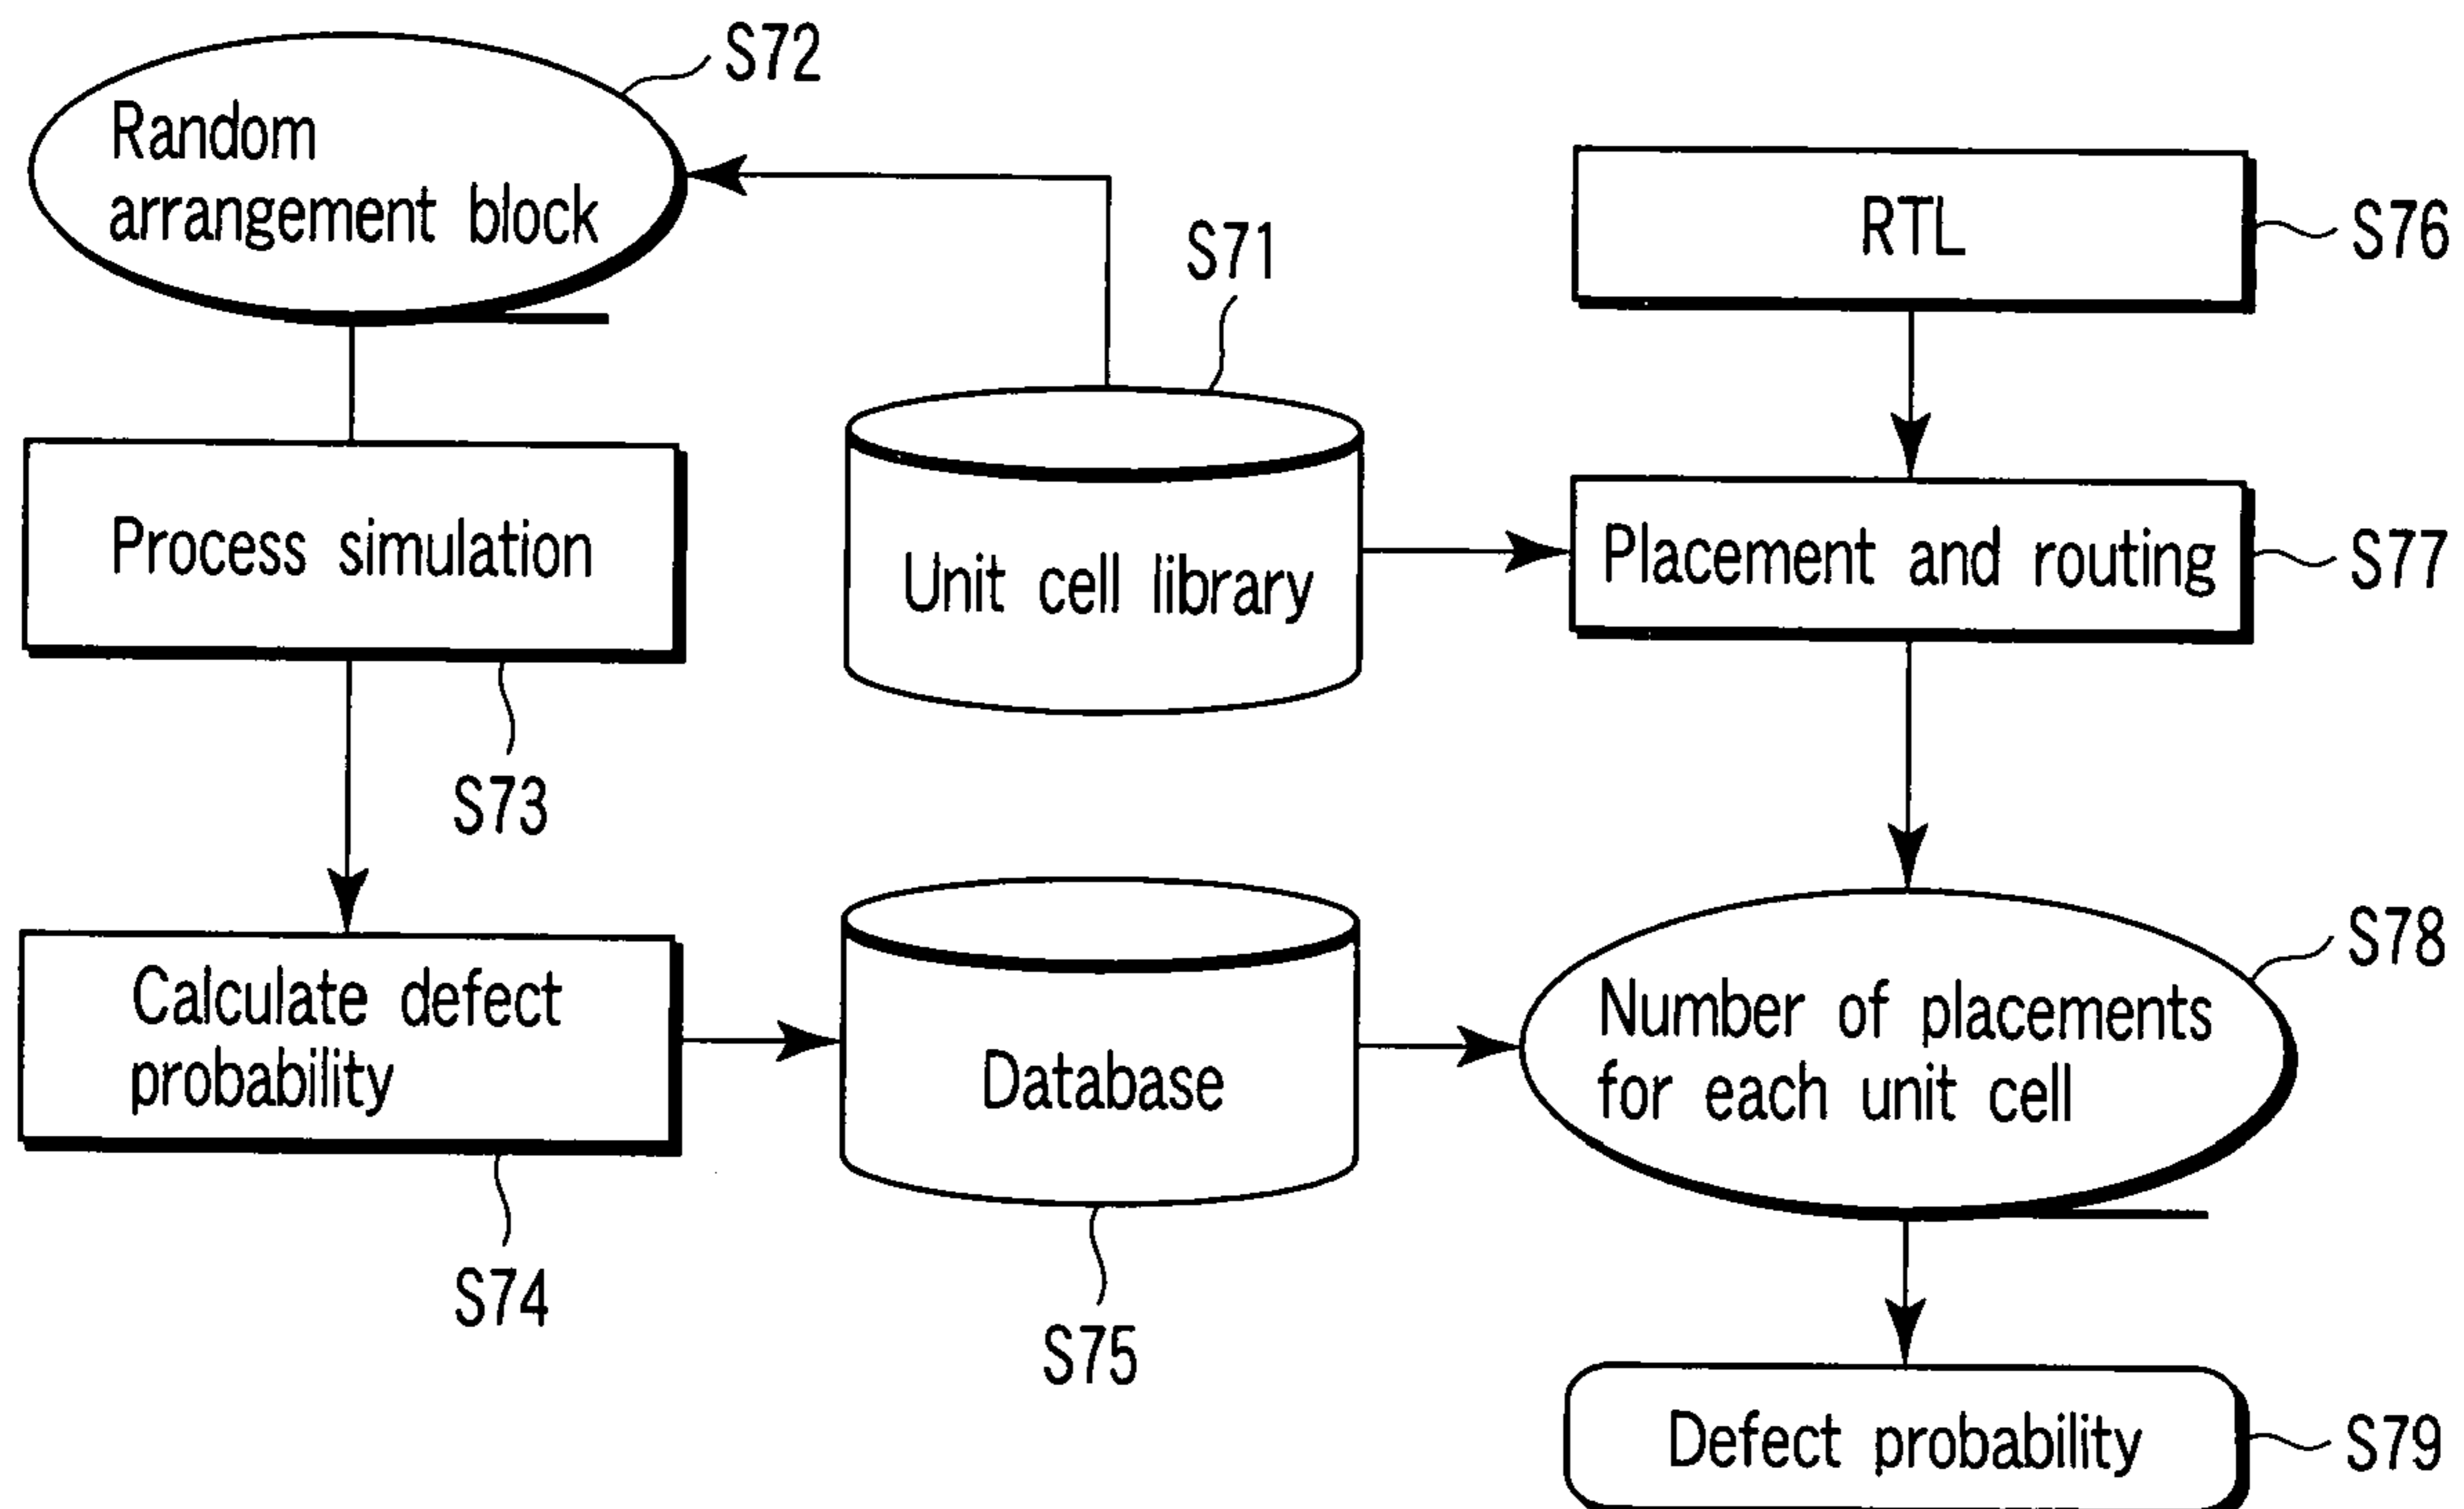 S72
Random
arrangement block
S71
RTL
S76
Process simulation
S73
Unit cell library
Placement and routing
S77
Calculate defect
probability
S74
Database
S75
Number of placements
for each unit cell
S78
Defect probability
S79